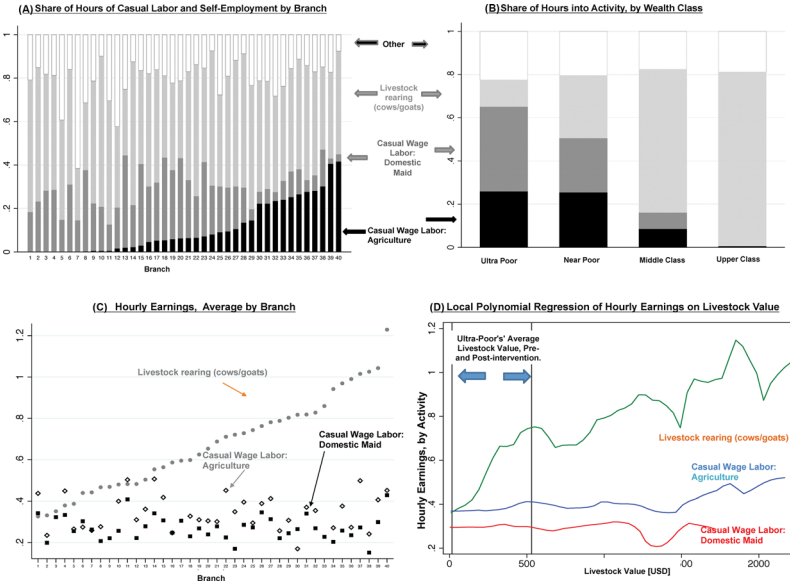 (A) Share of Hours of Casual Labor and Self-Employment by Branch
1
.8
.6
.4
.2
0
1 2 3 4 5 6 7 8 9 10 11 12 13 14 15 16 17 18 19 20 21 22 23 24 25 26 27 28 29 30 31 32 33 34 35 36 37 38 39 40
Branch
Other
Livestock
rearing
(cows/goats)
Casual Wage
Labor:
Domestic
Maid
Casual Wage Labor:
Agriculture
(B) Share of Hours into Activity, by Wealth Class
1
.8
.6
.4
.2
0
Ultra Poor Near Poor Middle Class Upper Class
(C) Hourly Earnings, Average by Branch
1.2
1
.8
.6
.4
.2
Livestock rearing (cows/goats)
Casual Wage Labor:
Domestic Maid
Casual Wage Labor:
Agriculture
1 2 3 4 5 6 7 8 9 10 11 12 13 14 15 16 17 18 19 20 21 22 23 24 25 26 27 28 29 30 31 32 33 34 35 36 37 38 39 40
Branch
(D) Local Polynomial Regression of Hourly Earnings on Livestock Value
Hourly Earnings, by Activity
1.2
1
.8
.6
.4
.2
Ultra-Poor's' Average
Livestock Value, Pre-
and Post-intervention.
Livestock rearing (cows/goats)
Casual Wage Labor:
Agriculture
Casual Wage Labor:
Domestic Maid
0 500 2000
Livestock Value [USD]